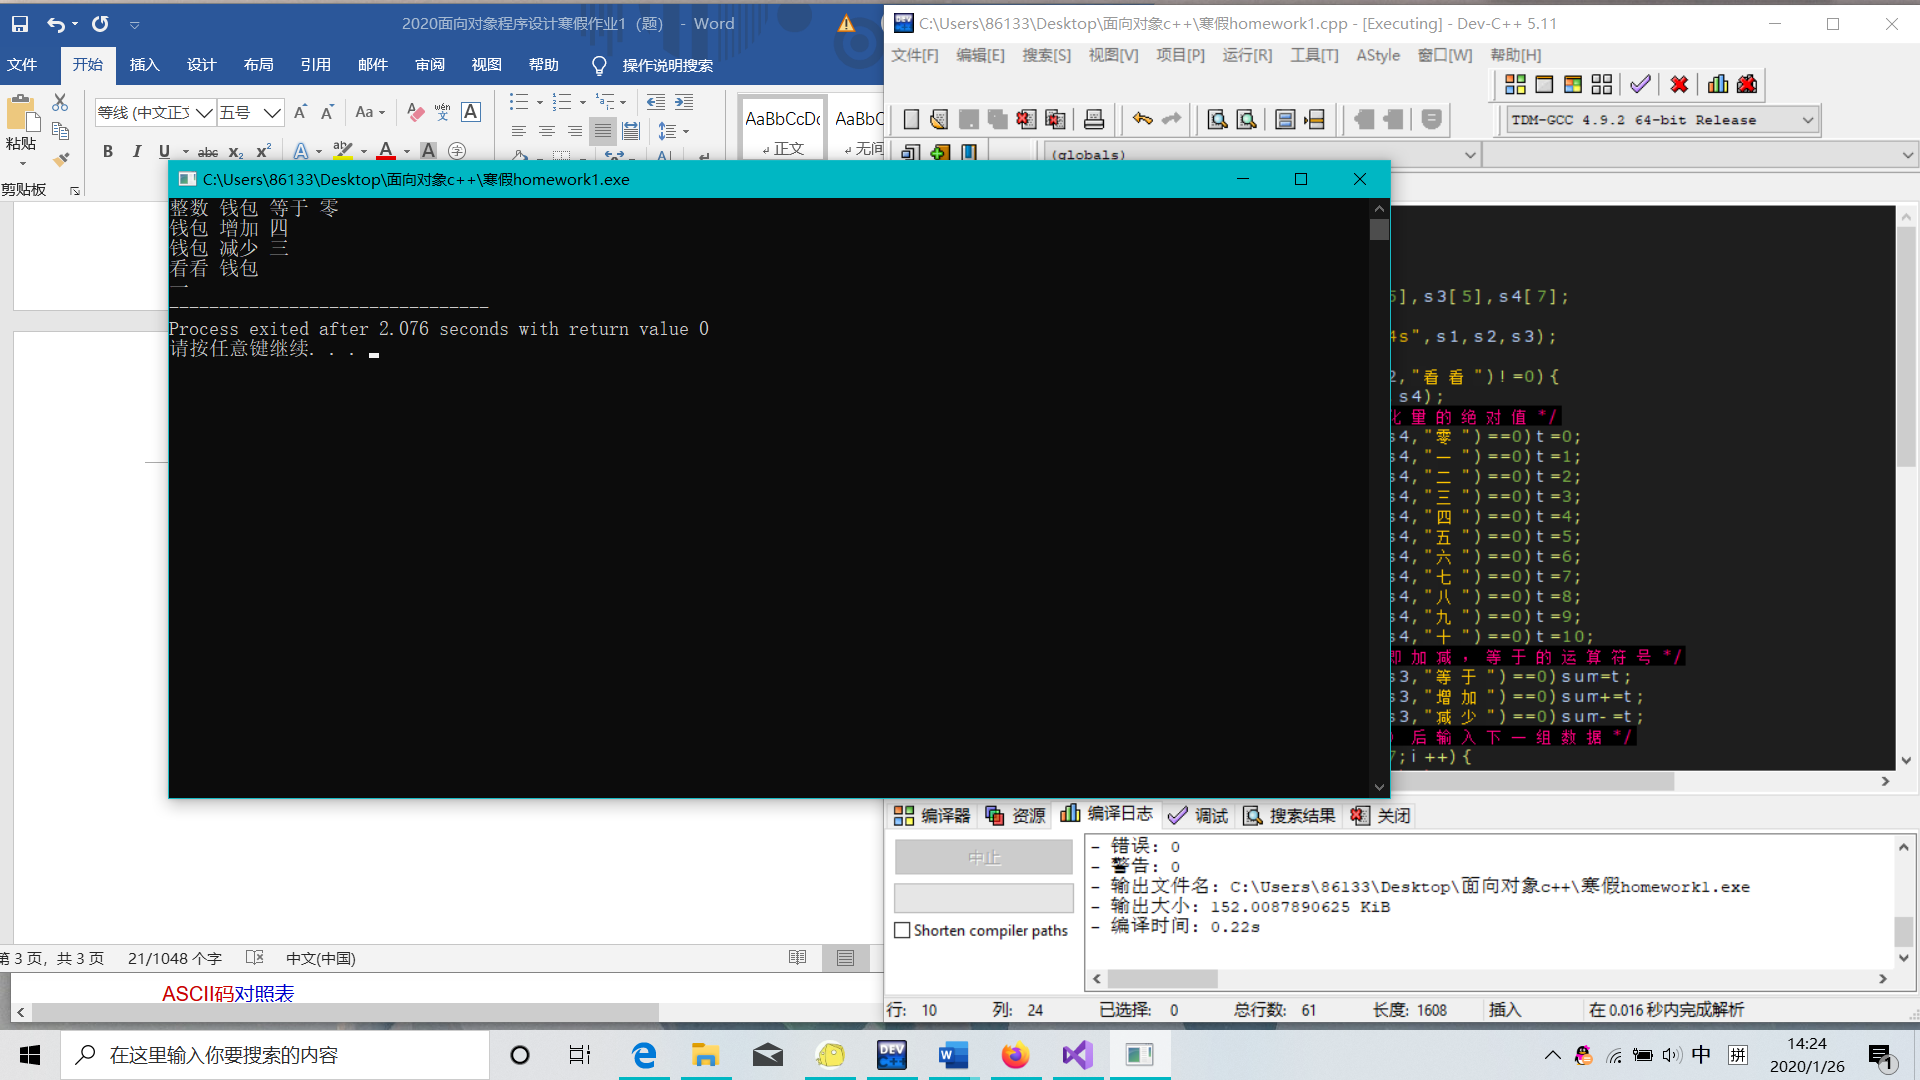 2020面向对象程序设计寒假作业1（题） - Word
文件 开始 插入 设计 布局 引用 邮件 审阅 视图 帮助 操作说明搜索
粘贴
剪贴板
等线 (中文正文 五号
AaBbCcDc AaBbC
正文 无间
C:\Users\86133\Desktop\面向对象c++\寒假homework1.cpp - [Executing] - Dev-C++ 5.11
文件[F] 编辑[E] 搜索[S] 视图[V] 项目[P] 运行[R] 工具[T] AStyle 窗口[W] 帮助[H]
TDM-GCC 4.9.2 64-bit Release
(globals)
C:\Users\86133\Desktop\面向对象c++\寒假homework1.exe
整数 钱包 等于 零
钱包 增加 四
钱包 减少 三
看看 钱包
一
--------------------------------
Process exited after 2.076 seconds with return value 0
请按任意键继续. . .
],s3[5],s4[7];
4s",s1,s2,s3);
2,"看看")!=0){
s4);
化量的绝对值*/
s4,"零")==0)t=0;
s4,"一")==0)t=1;
s4,"二")==0)t=2;
s4,"三")==0)t=3;
s4,"四")==0)t=4;
s4,"五")==0)t=5;
s4,"六")==0)t=6;
s4,"七")==0)t=7;
s4,"八")==0)t=8;
s4,"九")==0)t=9;
s4,"十")==0)t=10;
即加减，等于的运算符号*/
s3,"等于")==0)sum=t;
s3,"增加")==0)sum+=t;
s3,"减少")==0)sum-=t;
后输入下一组数据*/
7;i++){
编译器 资源 编译日志 调试 搜索结果 关闭
中止
Shorten compiler paths
- 错误: 0
- 警告: 0
- 输出文件名: C:\Users\86133\Desktop\面向对象c++\寒假homework1.exe
- 输出大小: 152.0087890625 KiB
- 编译时间: 0.22s
行: 10 列: 24 已选择: 0 总行数: 61 长度: 1608 插入 在 0.016 秒内完成解析
第 3 页，共 3 页 21/1048 个字 中文(中国)
ASCII码对照表
在这里输入你要搜索的内容
中 拼
14:24
2020/1/26
1